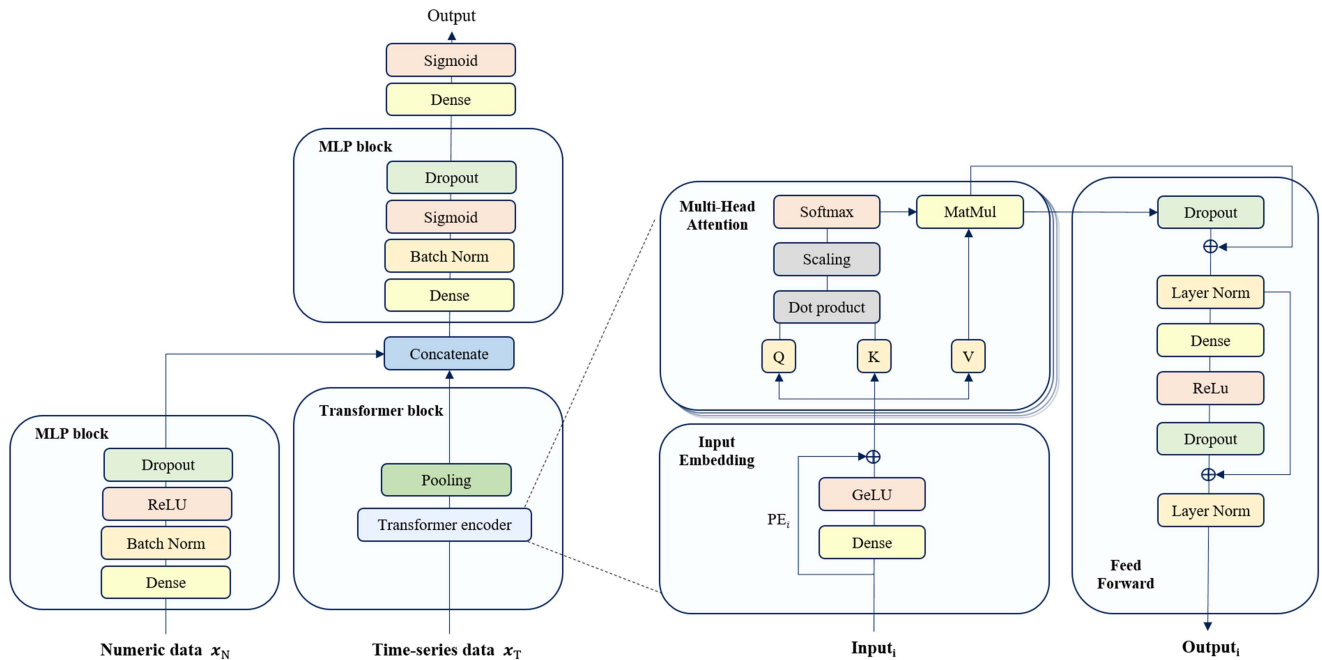 Output
Sigmoid
Dense
MLP block
Dropout
Sigmoid
Batch Norm
Dense
Concatenate
Transformer block
Pooling
Transformer encoder
Time-series data xT
MLP block
Dropout
ReLU
Batch Norm
Dense
Numeric data xN
Multi-Head
Attention
Softmax
MatMul
Scaling
Dot product
Q
K
V
Input
Embedding
GeLU
PEi
Dense
Inputi
Dropout
Layer Norm
Dense
ReLu
Dropout
Layer Norm
Feed
Forward
Outputi